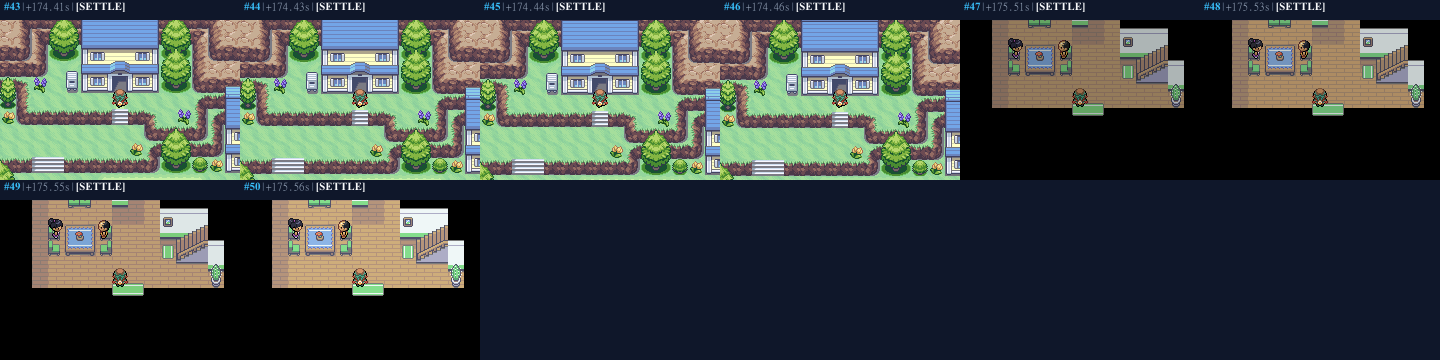 #43|+174.41s|[SETTLE]
#44|+174.43s|[SETTLE]
#45|+174.44s|[SETTLE]
#46|+174.46s|[SETTLE]
#47|+175.51s|[SETTLE]
#48|+175.53s|[SETTLE]
#49|+175.55s|[SETTLE]
#50|+175.56s|[SETTLE]